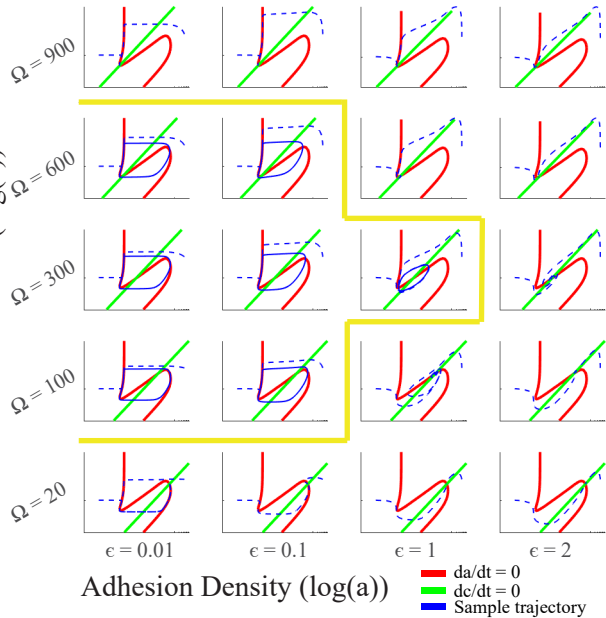 Ω = 900
Ω = 600
Ω = 300
Ω = 100
Ω = 20
ϵ = 0.01 ϵ = 0.1 ϵ = 1 ϵ = 2
Adhesion Density (log(a))
da/dt = 0
dc/dt = 0
Sample trajectory